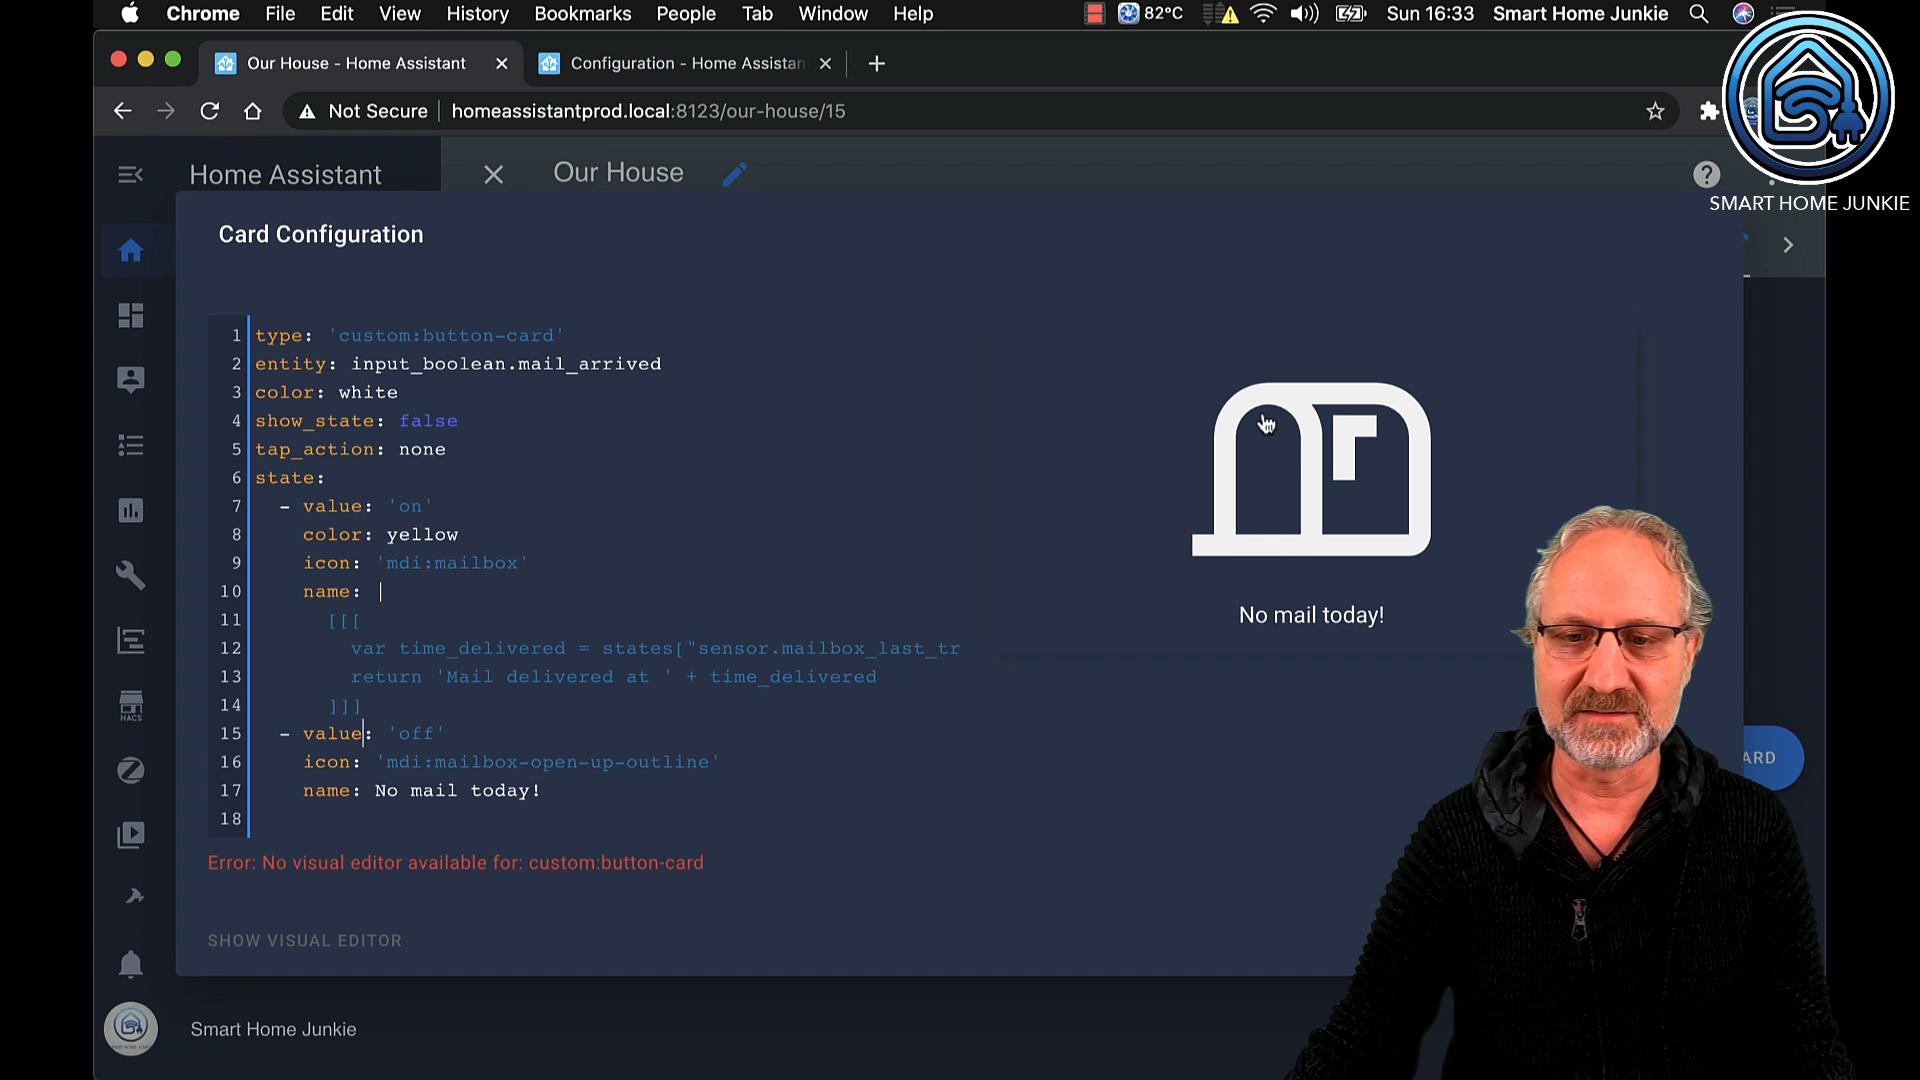 Chrome File Edit View History Bookmarks People Tab Window Help 82°C Sun 16:33 Smart Home Junkie
Our House - Home Assistant Configuration - Home Assistan
Not Secure homeassistantprod.local:8123/our-house/15
SMART HOME JUNKIE
Home Assistant Our House
Card Configuration
1 type: 'custom:button-card'
2 entity: input_boolean.mail_arrived
3 color: white
4 show_state: false
5 tap_action: none
6 state:
7 - value: 'on'
8 color: yellow
9 icon: 'mdi:mailbox'
10 name: |
11 [[[
12 var time_delivered = states["sensor.mailbox_last_tr
13 return 'Mail delivered at ' + time_delivered
14 ]]]
15 - value: 'off'
16 icon: 'mdi:mailbox-open-up-outline'
17 name: No mail today!
18
No mail today!
HACS
ARD
Error: No visual editor available for: custom:button-card
SHOW VISUAL EDITOR
Smart Home Junkie